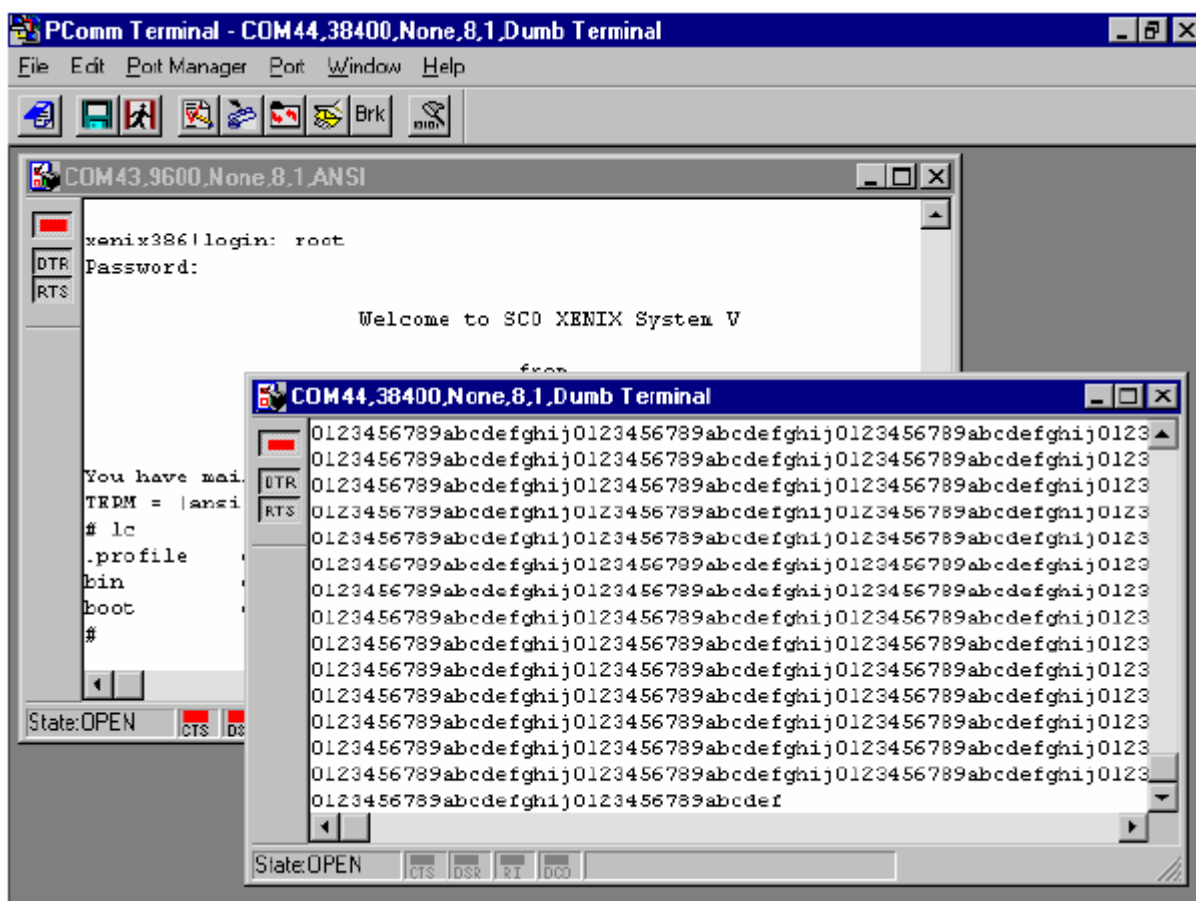 PComm Terminal - COM44,38400,None,8,1,Dumb Terminal
File Edit Port Manager Port Window Help
Brk
COM43,9600,None,8,1,ANSI
DTR
RTS
xenix386!login: root
Password:
Welcome to SCO XENIX System V
from
You have mai
TERM = |ansi
# lc
.profile
bin
boot
#
State:OPEN CTS DS
COM44,38400,None,8,1,Dumb Terminal
DTR
RTS
0123456789abcdefghij0123456789abcdefghij0123456789abcdefghij0123
0123456789abcdefghij0123456789abcdefghij0123456789abcdefghij0123
0123456789abcdefghij0123456789abcdefghij0123456789abcdefghij0123
0123456789abcdefghij0123456789abcdefghij0123456789abcdefghij0123
0123456789abcdefghij0123456789abcdefghij0123456789abcdefghij0123
0123456789abcdefghij0123456789abcdefghij0123456789abcdefghij0123
0123456789abcdefghij0123456789abcdefghij0123456789abcdefghij0123
0123456789abcdefghij0123456789abcdefghij0123456789abcdefghij0123
0123456789abcdefghij0123456789abcdefghij0123456789abcdefghij0123
0123456789abcdefghij0123456789abcdefghij0123456789abcdefghij0123
0123456789abcdefghij0123456789abcdefghij0123456789abcdefghij0123
0123456789abcdefghij0123456789abcdefghij0123456789abcdefghij0123
0123456789abcdefghij0123456789abcdefghij0123456789abcdefghij0123
0123456789abcdefghij0123456789abcdef
State:OPEN CTS DSR RI DCD